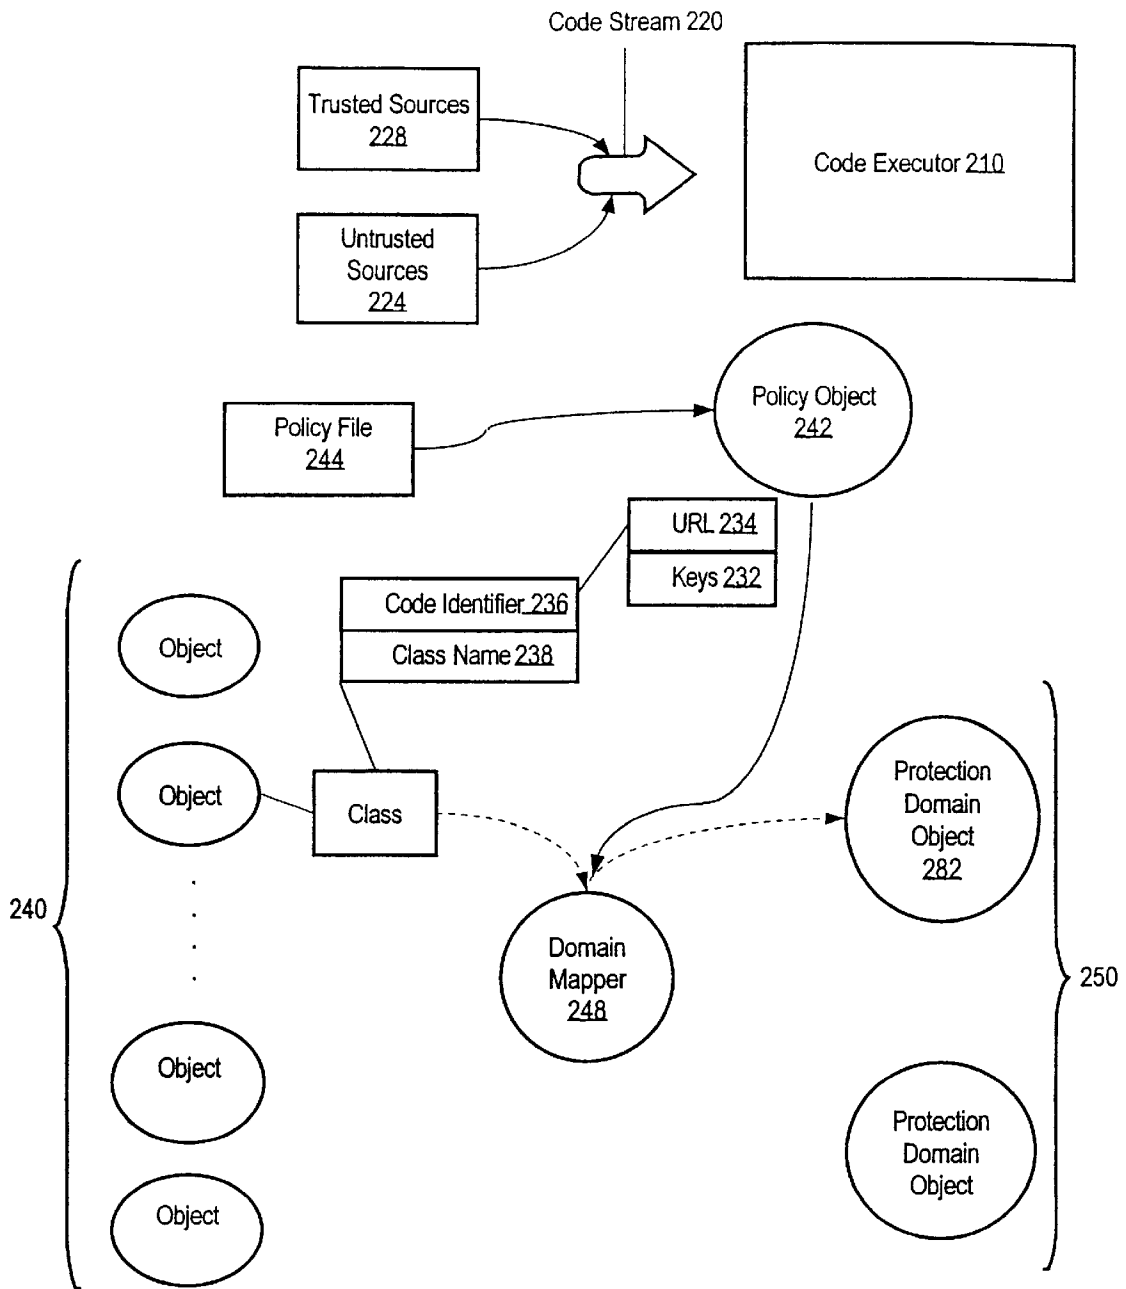 Code Stream 220
Trusted Sources
228
Code Executor 210
Untrusted
Sources
224
Policy Object
242
Policy File
244
URL 234
Keys 232
Code Identifier 236
Class Name 238
Object
Object
Class
Protection
Domain
Object
282
240
Domain
Mapper
248
250
Object
Protection
Domain
Object
Object